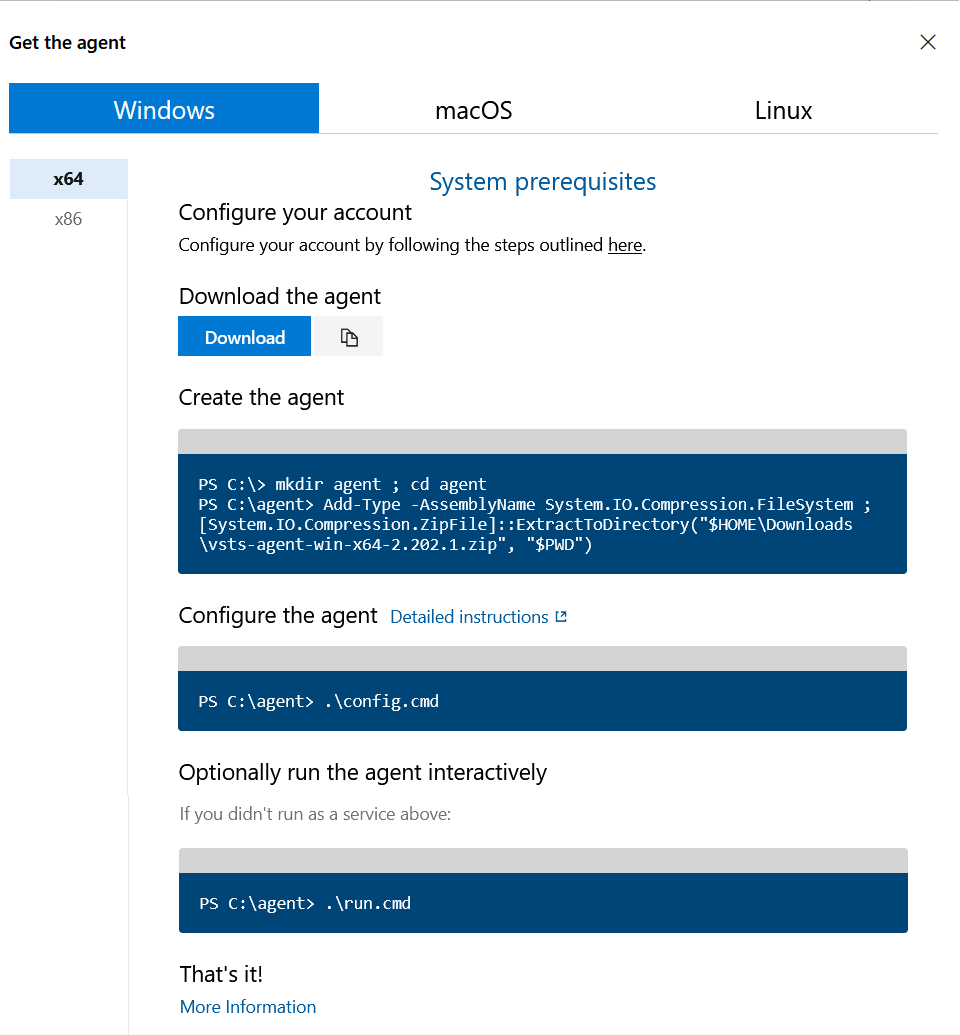 Get the agent
Windows
macOS
Linux
x64
x86
System prerequisites
Configure your account
Configure your account by following the steps outlined here.
Download the agent
Download
Create the agent
PS C:\> mkdir agent ; cd agent
PS C:\agent> Add-Type -AssemblyName System.IO.Compression.FileSystem ;
[System.IO.Compression.ZipFile]::ExtractToDirectory("$HOME\Downloads
\vsts-agent-win-x64-2.202.1.zip", "$PWD")
Configure the agent Detailed instructions
PS C:\agent> .\config.cmd
Optionally run the agent interactively
If you didn't run as a service above:
PS C:\agent> .\run.cmd
That's it!
More Information